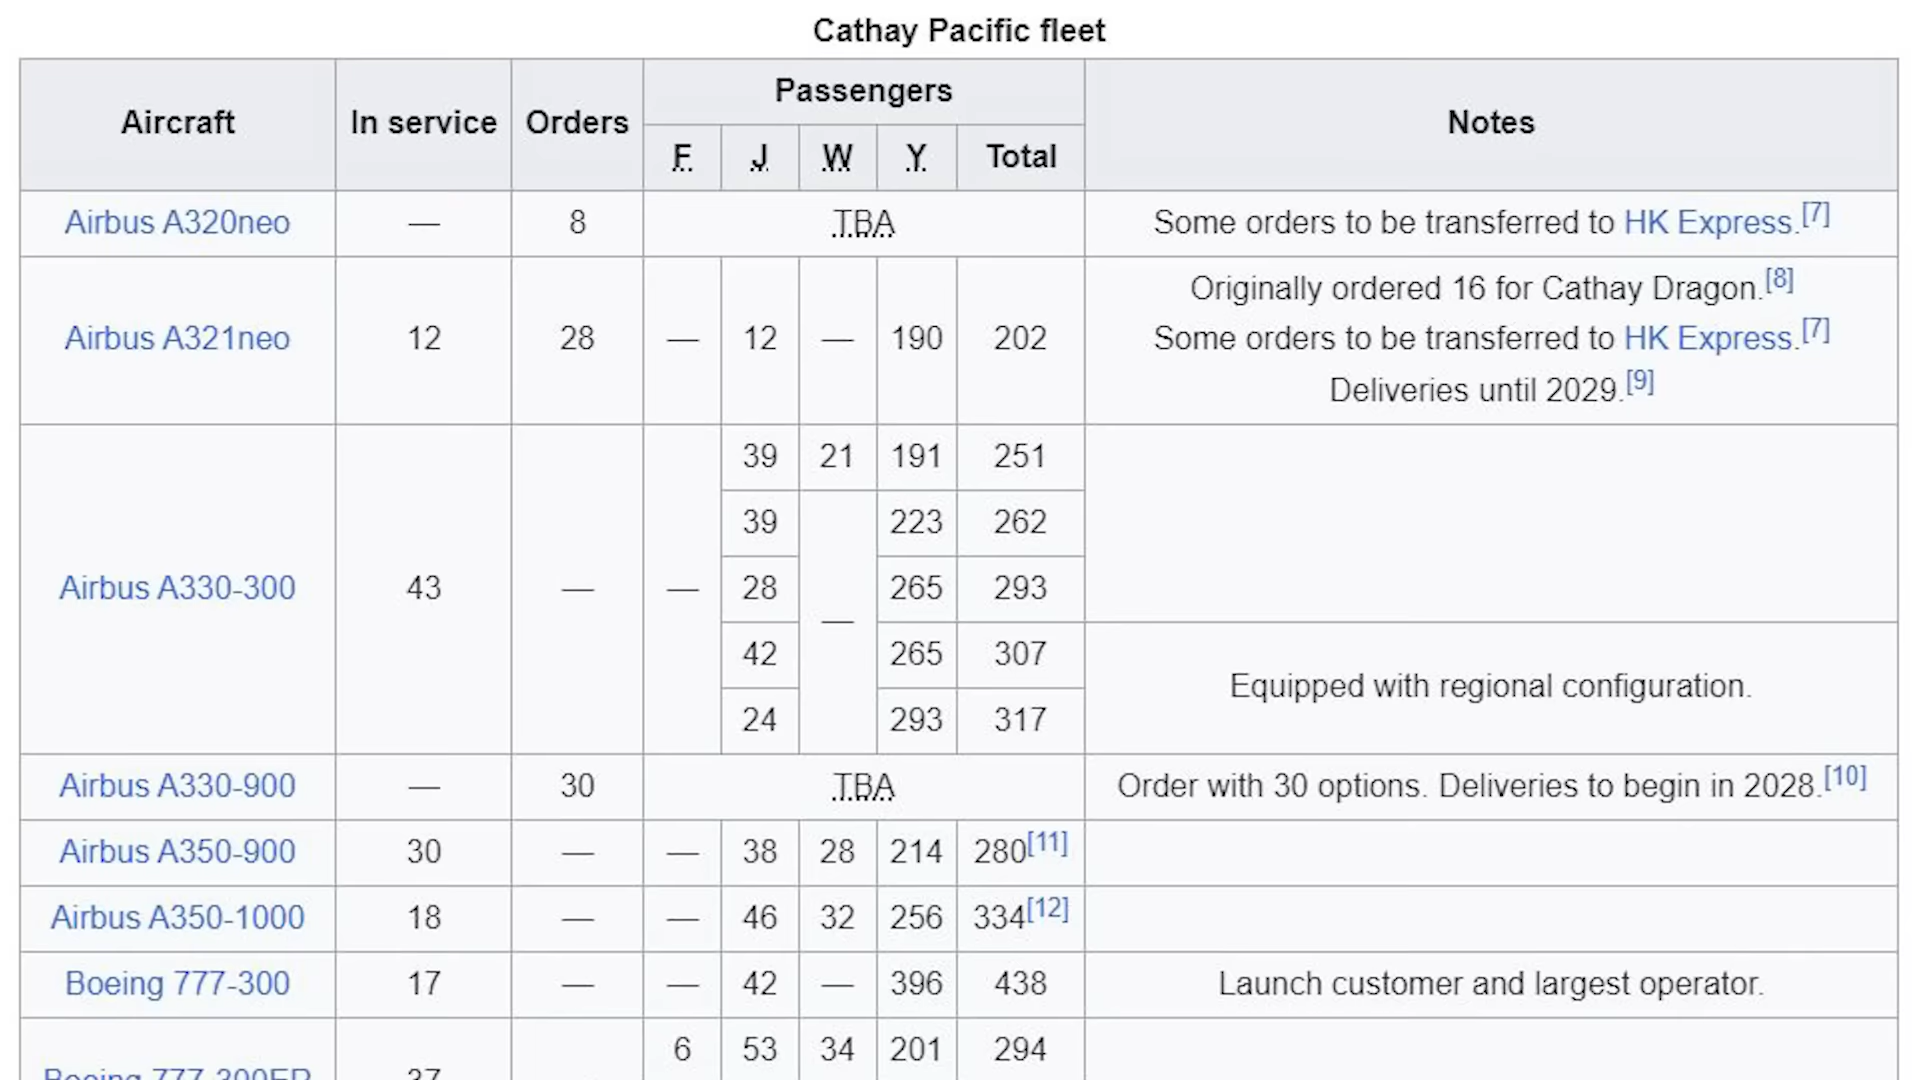 Cathay Pacific fleet
Aircraft In service Orders Passengers Notes
F J W Y Total
Airbus A320neo — 8 TBA Some orders to be transferred to HK Express.[7]
Airbus A321neo 12 28 — 12 — 190 202 Originally ordered 16 for Cathay Dragon.[8]
Some orders to be transferred to HK Express.[7]
Deliveries until 2029.[9]
Airbus A330-300 43 — — 39 21 191 251
39 — 223 262
28 265 293
42 265 307 Equipped with regional configuration.
24 293 317
Airbus A330-900 — 30 TBA Order with 30 options. Deliveries to begin in 2028.[10]
Airbus A350-900 30 — — 38 28 214 280[11]
Airbus A350-1000 18 — — 46 32 256 334[12]
Boeing 777-300 17 — — 42 — 396 438 Launch customer and largest operator.
6 53 34 201 294
Boeing 777-300ER 37 —